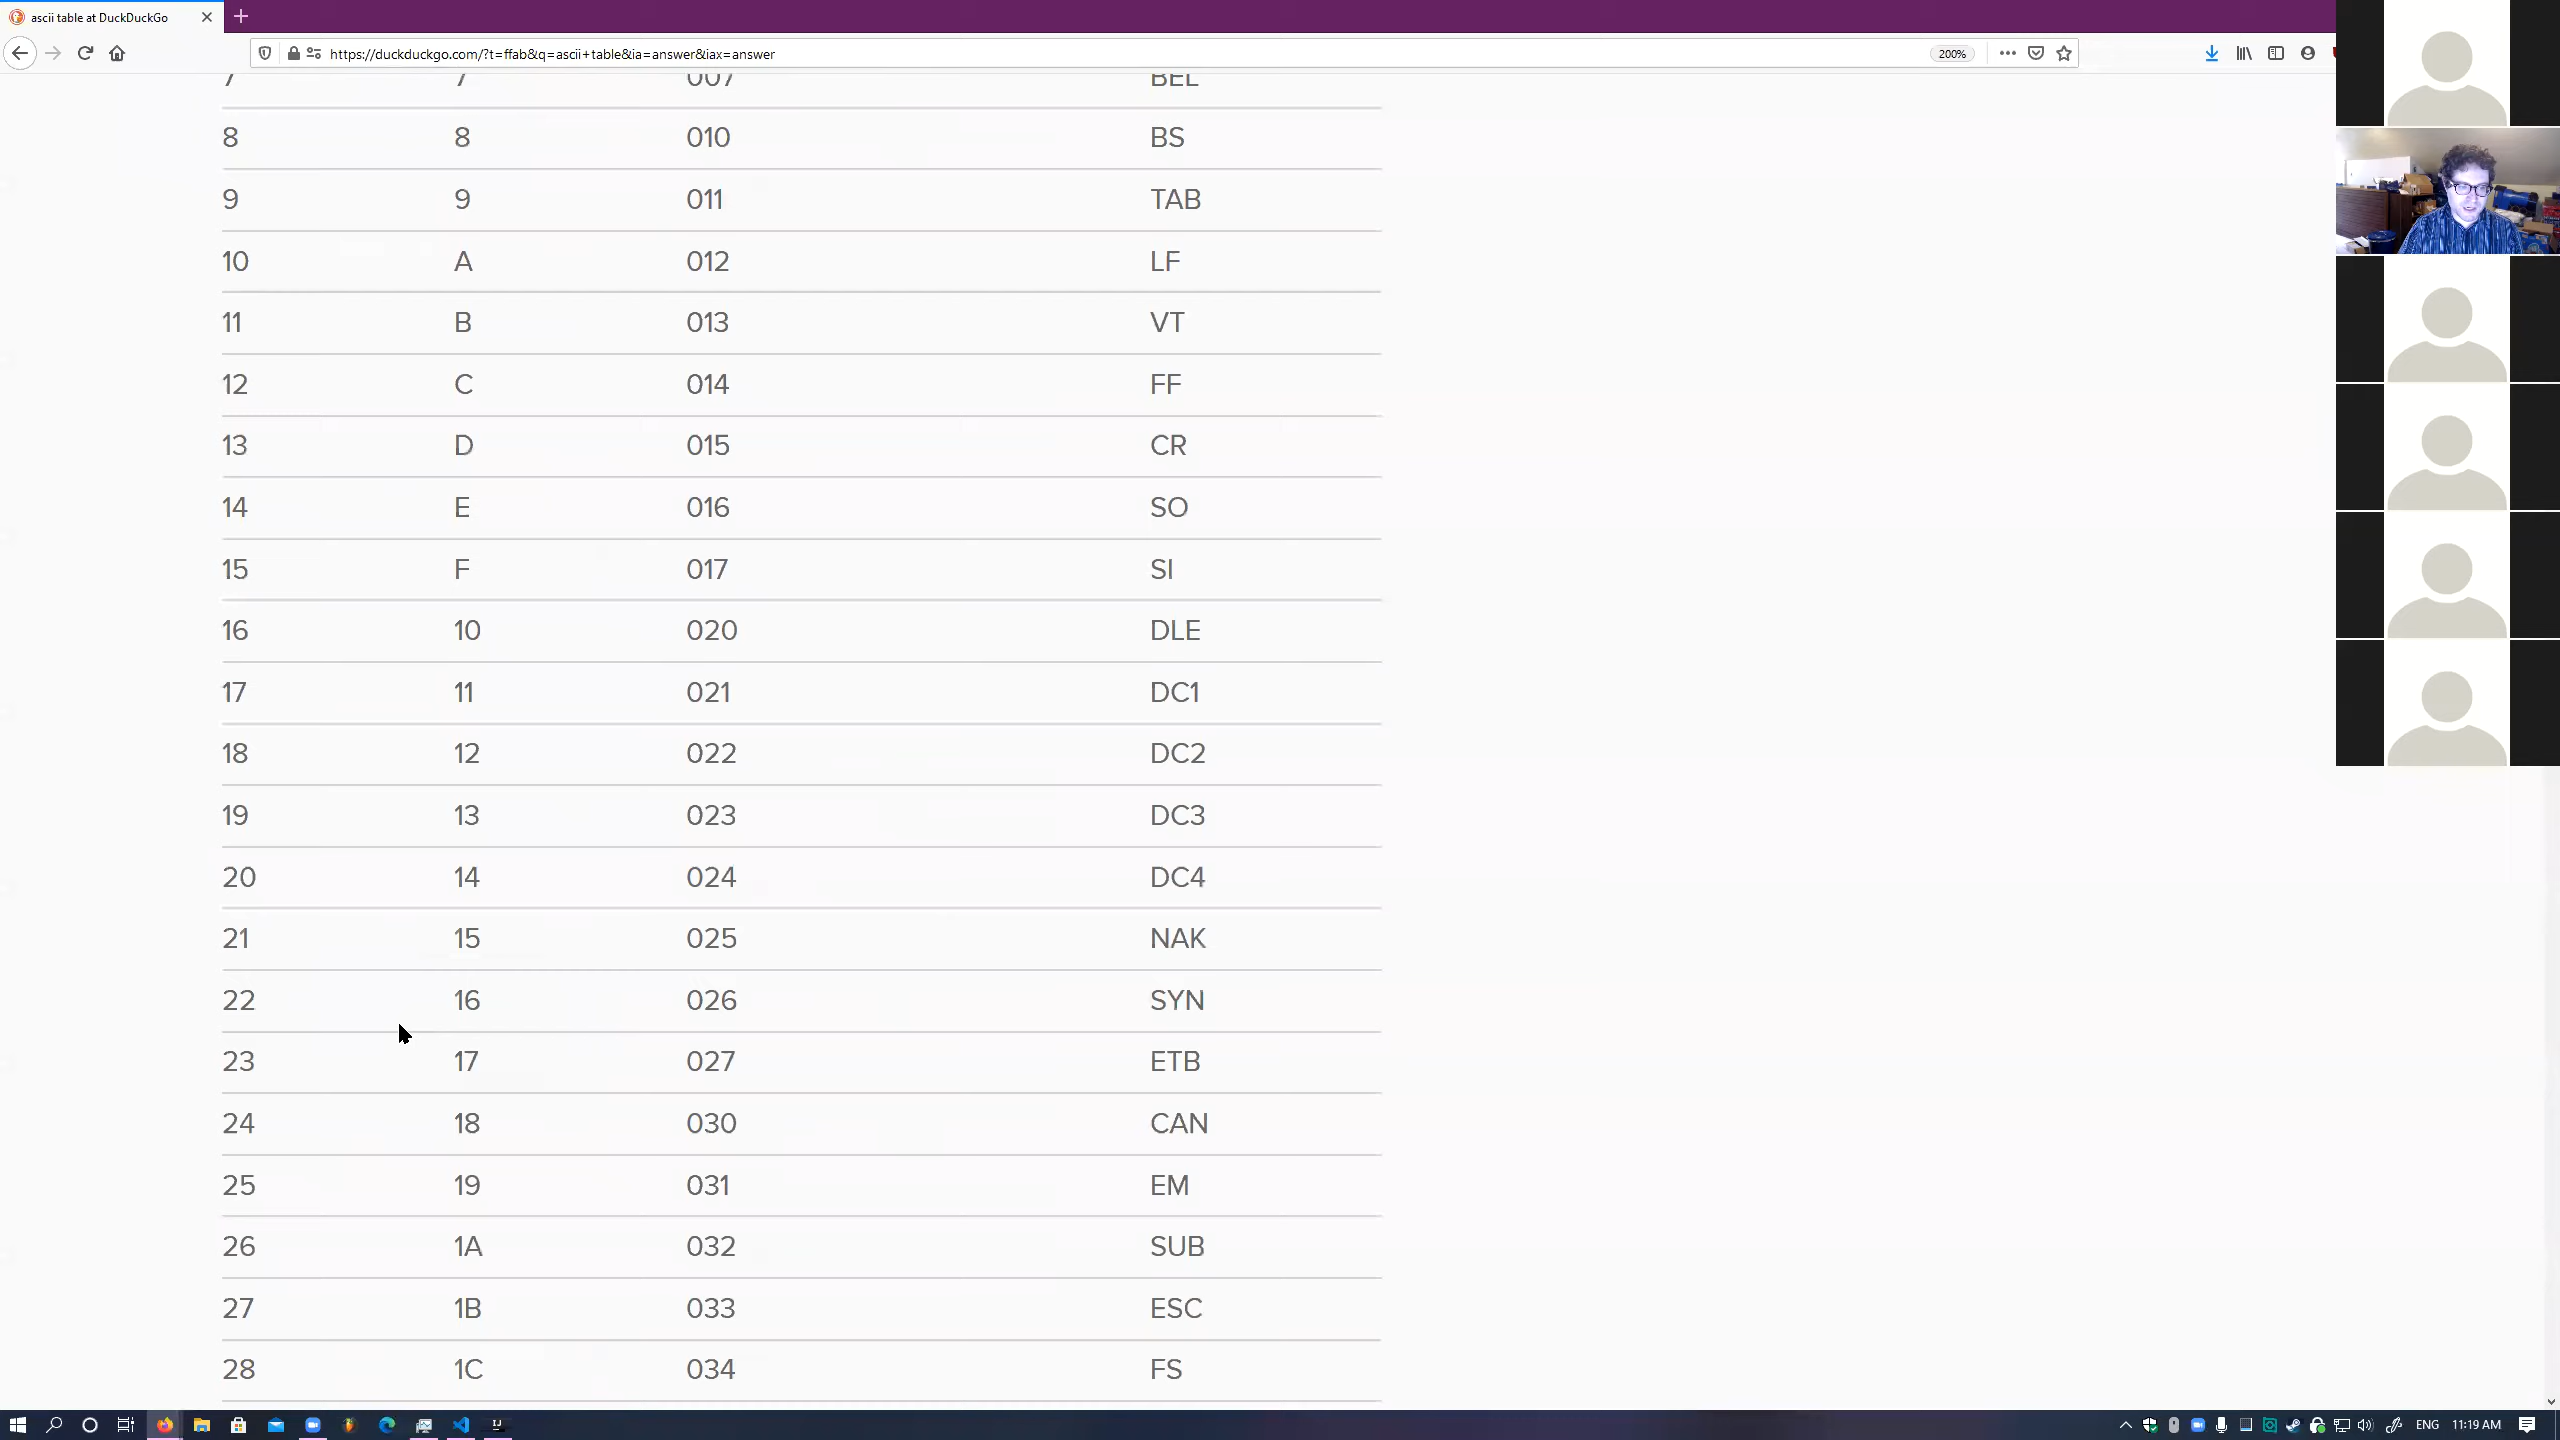 ascii table at DuckDuckGo
https://duckduckgo.com/?t=ffab&q=ascii+table&ia=answer&iax=answer 200%
7 7 007 BEL
8 8 010 BS
9 9 011 TAB
10 A 012 LF
11 B 013 VT
12 C 014 FF
13 D 015 CR
14 E 016 SO
15 F 017 SI
16 10 020 DLE
17 11 021 DC1
18 12 022 DC2
19 13 023 DC3
20 14 024 DC4
21 15 025 NAK
22 16 026 SYN
23 17 027 ETB
24 18 030 CAN
25 19 031 EM
26 1A 032 SUB
27 1B 033 ESC
28 1C 034 FS
IJ ENG 11:19 AM